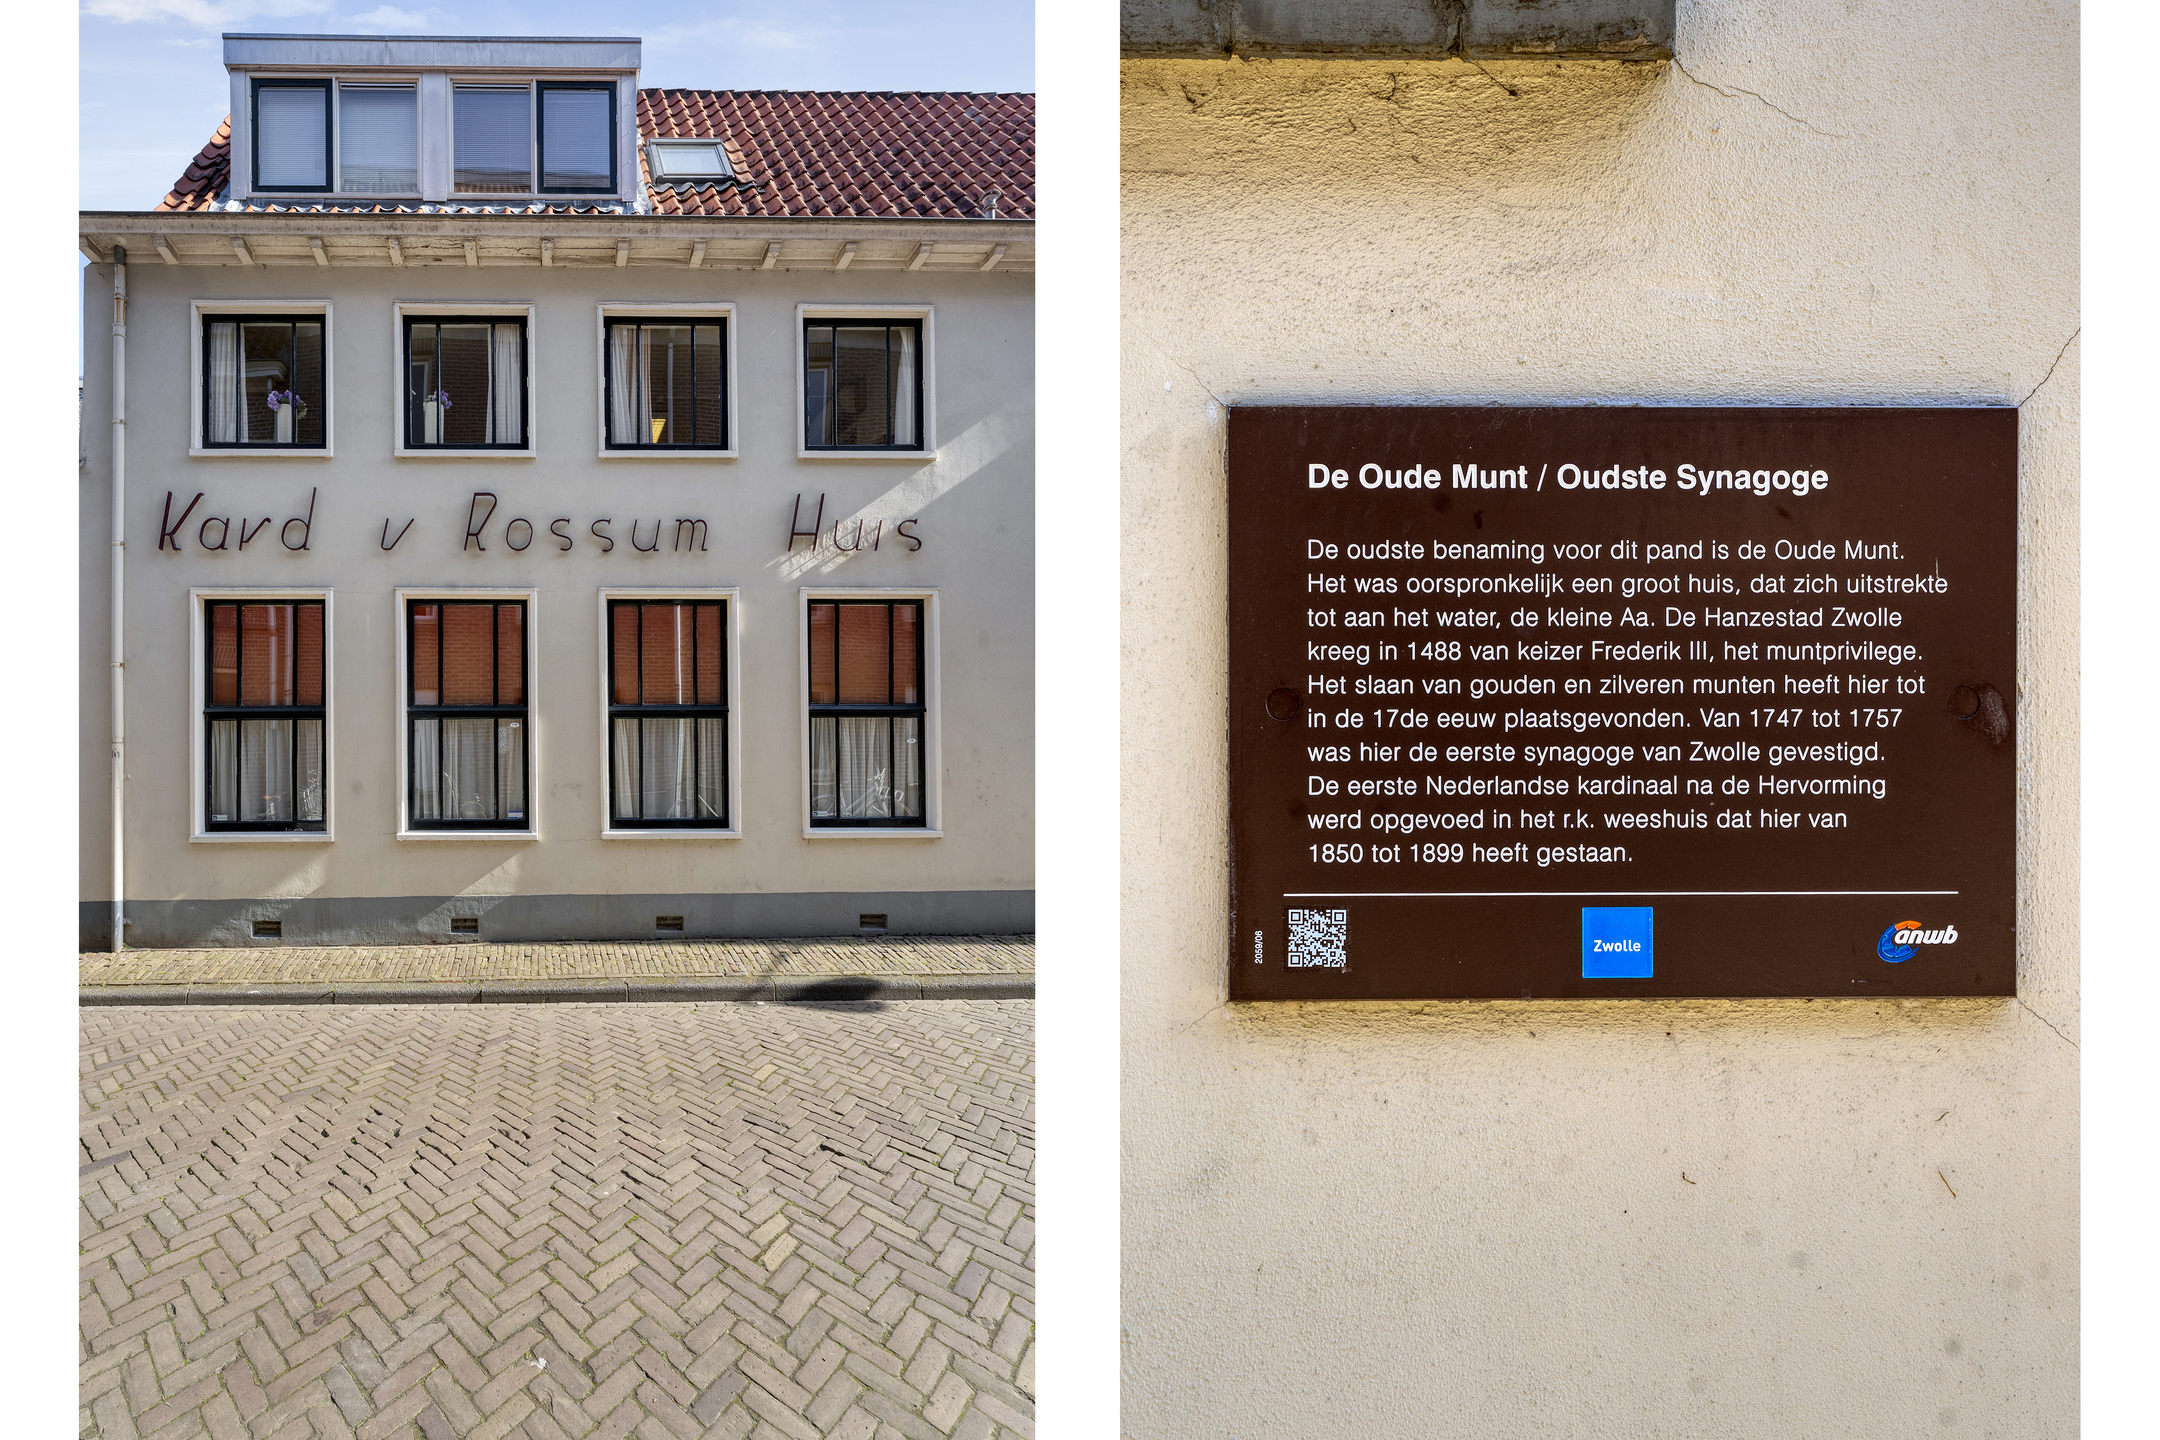 Kard v Rossum Huis
De Oude Munt / Oudste Synagoge
De oudste benaming voor dit pand is de Oude Munt.
Het was oorspronkelijk een groot huis, dat zich uitstrekte
tot aan het water, de kleine Aa. De Hanzestad Zwolle
kreeg in 1488 van keizer Frederik III, het muntprivilege.
Het slaan van gouden en zilveren munten heeft hier tot
in de 17de eeuw plaatsgevonden. Van 1747 tot 1757
was hier de eerste synagoge van Zwolle gevestigd.
De eerste Nederlandse kardinaal na de Hervorming
werd opgevoed in het r.k. weeshuis dat hier van
1850 tot 1899 heeft gestaan.
2059/06
Zwolle
anwb